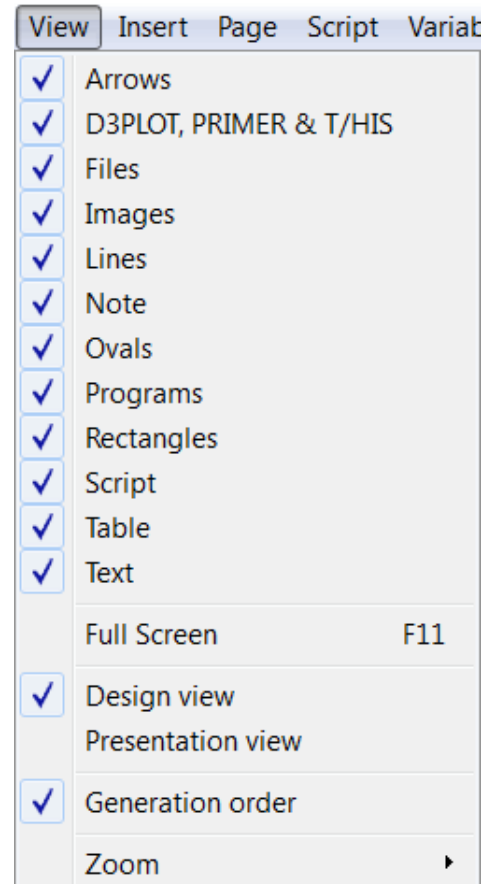 View Insert Page Script Variab
Arrows
D3PLOT, PRIMER & T/HIS
Files
Images
Lines
Note
Ovals
Programs
Rectangles
Script
Table
Text
Full Screen F11
Design view
Presentation view
Generation order
Zoom